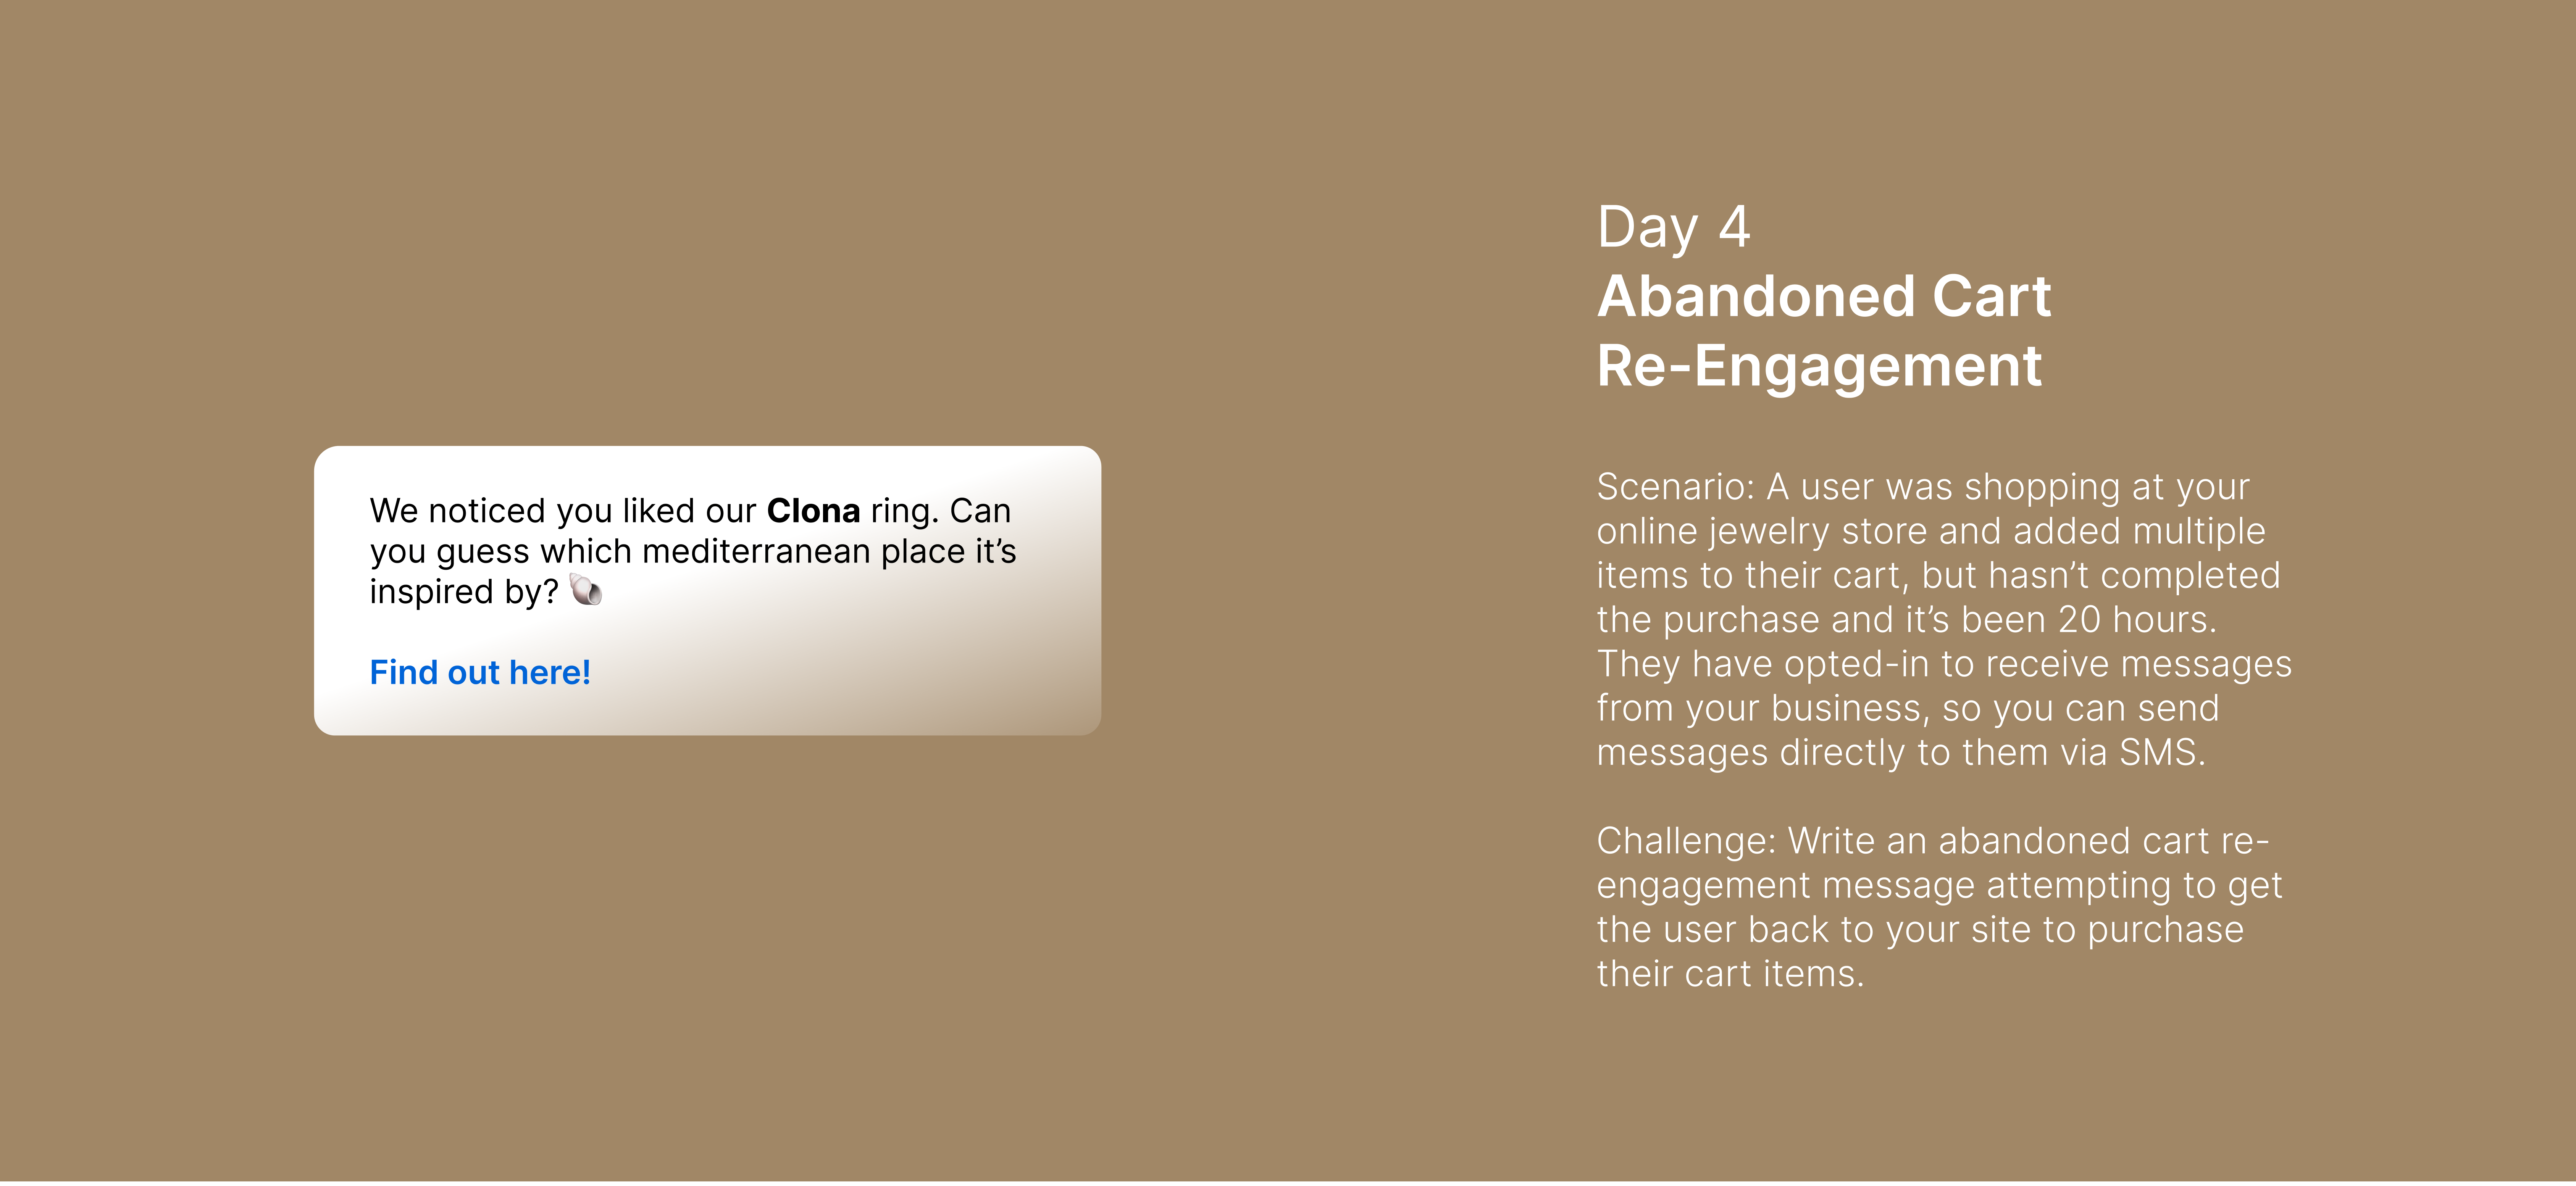 We noticed you liked our Clona ring. Can
you guess which mediterranean place it’s
inspired by? 🐚
Find out here!
Day 4
Abandoned Cart
Re-Engagement
Scenario: A user was shopping at your
online jewelry store and added multiple
items to their cart, but hasn’t completed
the purchase and it’s been 20 hours.
They have opted-in to receive messages
from your business, so you can send
messages directly to them via SMS.
Challenge: Write an abandoned cart re-
engagement message attempting to get
the user back to your site to purchase
their cart items.